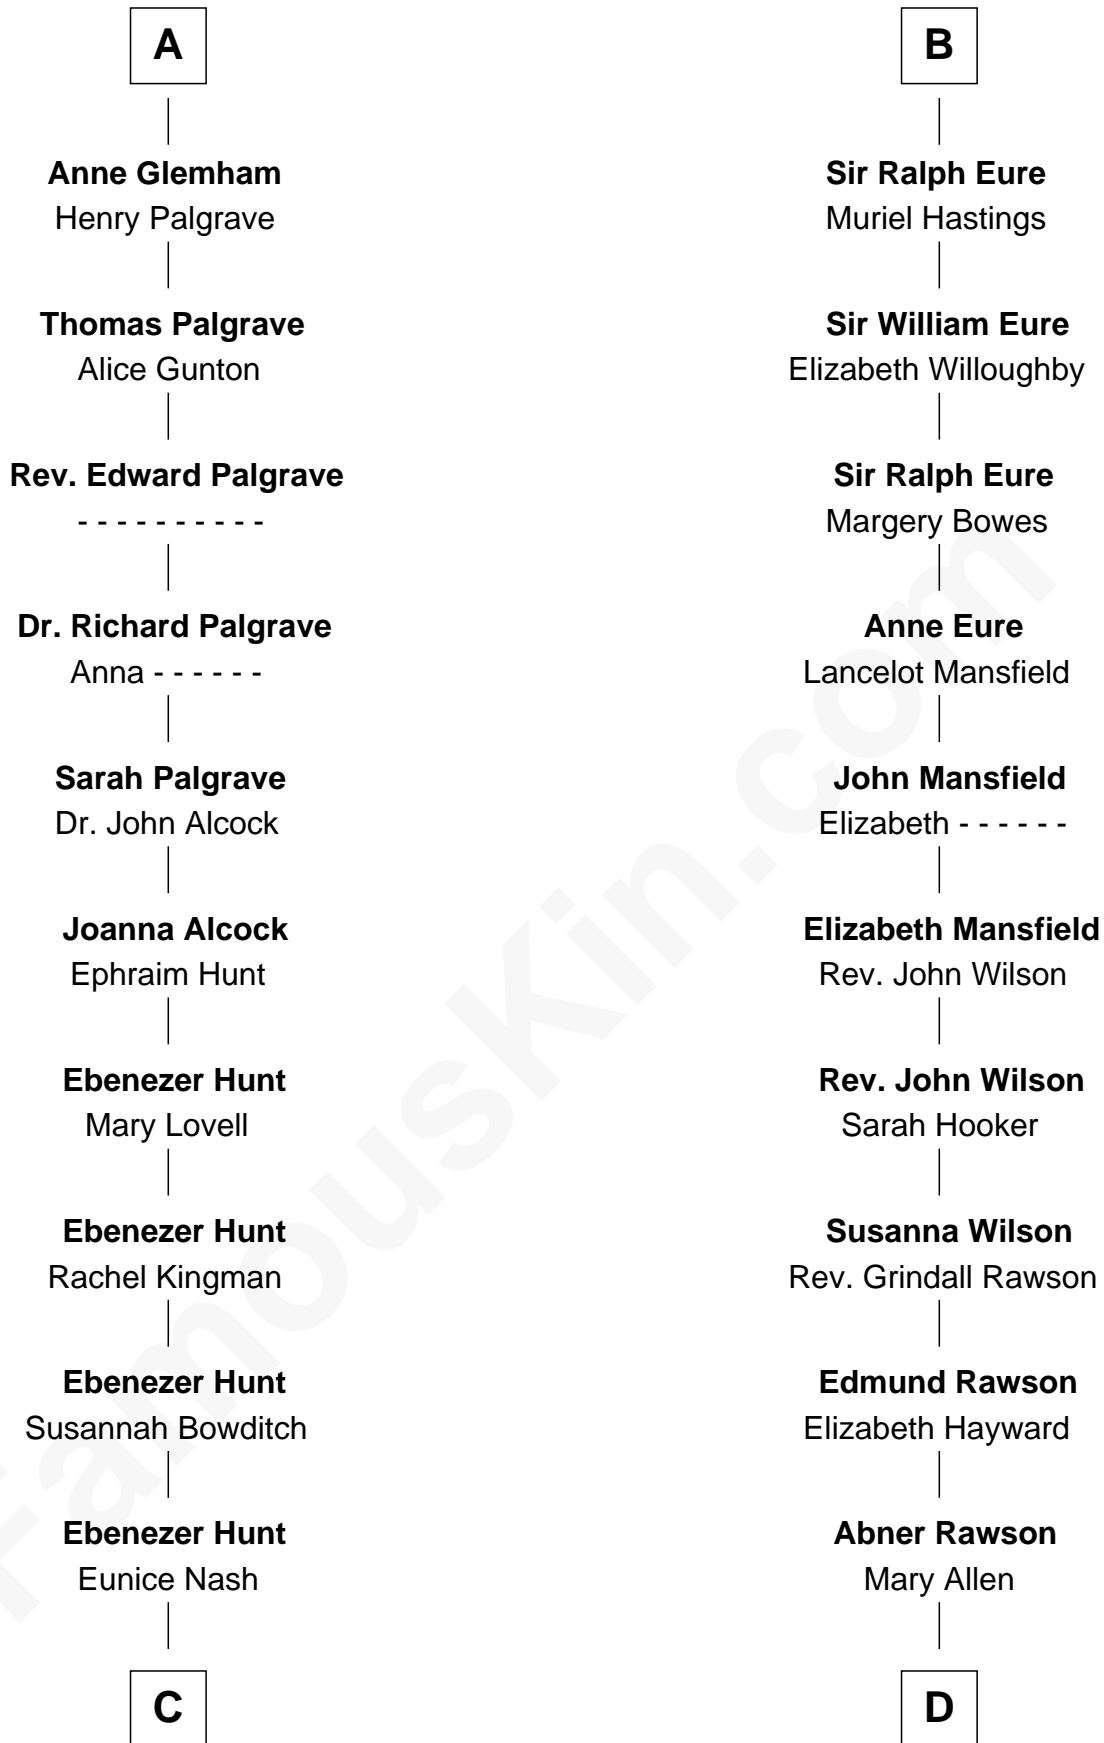 A
Anne Glemham
Henry Palgrave
Thomas Palgrave
Alice Gunton
Rev. Edward Palgrave
- - - - - - - - - -
Dr. Richard Palgrave
Anna - - - - - -
Sarah Palgrave
Dr. John Alcock
Joanna Alcock
Ephraim Hunt
Ebenezer Hunt
Mary Lovell
Ebenezer Hunt
Rachel Kingman
Ebenezer Hunt
Susannah Bowditch
Ebenezer Hunt
Eunice Nash
C
B
Sir Ralph Eure
Muriel Hastings
Sir William Eure
Elizabeth Willoughby
Sir Ralph Eure
Margery Bowes
Anne Eure
Lancelot Mansfield
John Mansfield
Elizabeth - - - - - -
Elizabeth Mansfield
Rev. John Wilson
Rev. John Wilson
Sarah Hooker
Susanna Wilson
Rev. Grindall Rawson
Edmund Rawson
Elizabeth Hayward
Abner Rawson
Mary Allen
D
FamousKin.com